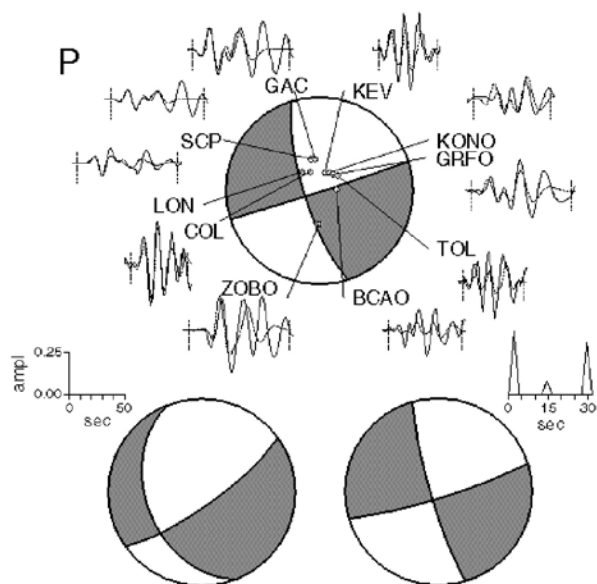 P
GAC
KEV
SCP
KONO
GRFO
LON
COL
TOL
ZOBO
BCAO
ampl
0.25
0.00
0 50
sec
0 15 30
sec